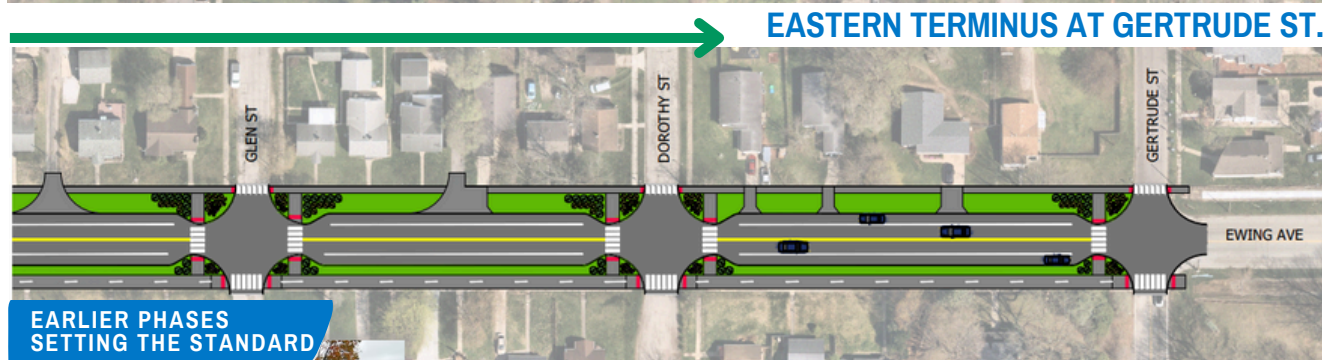 EASTERN TERMINUS AT GERTRUDE ST.
GLEN ST
DOROTHY ST
GERTRUDE ST
EWING AVE
EARLIER PHASES
SETTING THE STANDARD